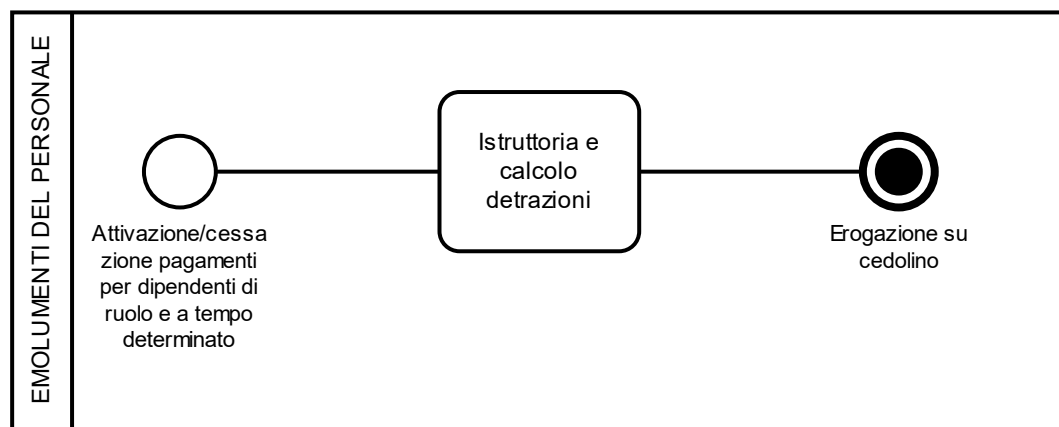 EMOLUMENTI DEL PERSONALE
Attivazione/cessa
zione pagamenti
per dipendenti di
ruolo e a tempo
determinato
Istruttoria e
calcolo
detrazioni
Erogazione su
cedolino